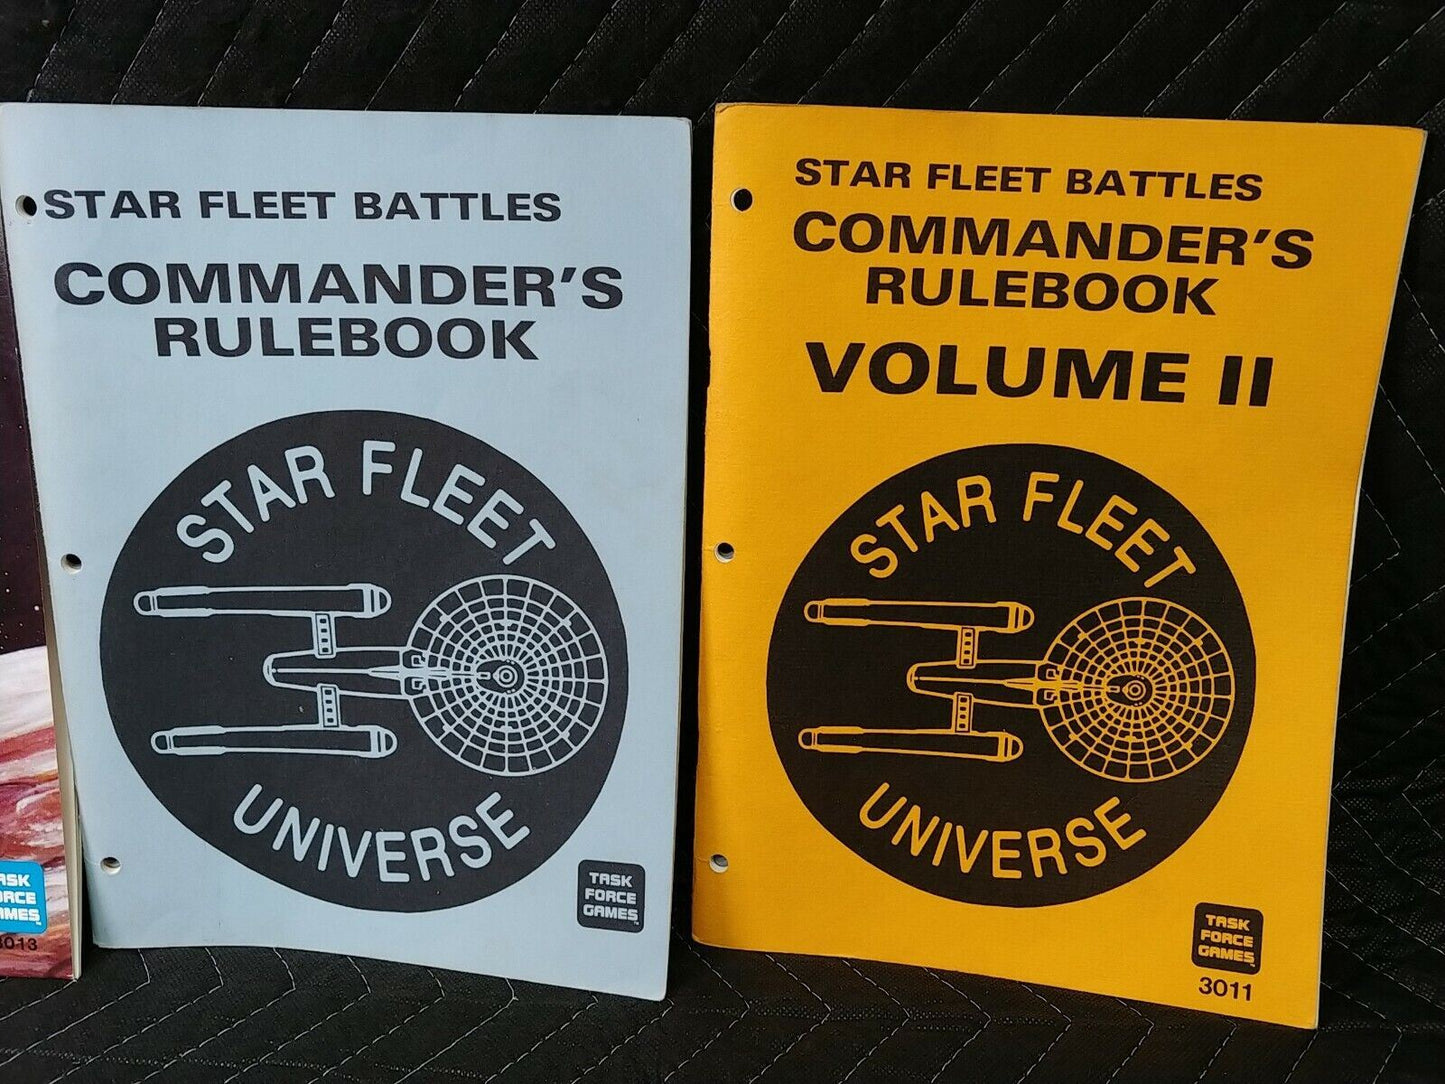 STAR FLEET BATTLES
COMMANDER'S
RULEBOOK
STAR FLEET
UNIVERSE
TASK
FORCE
GAMES
STAR FLEET BATTLES
COMMANDER'S
RULEBOOK
VOLUME II
STAR FLEET
UNIVERSE
TASK
FORCE
GAMES
3011